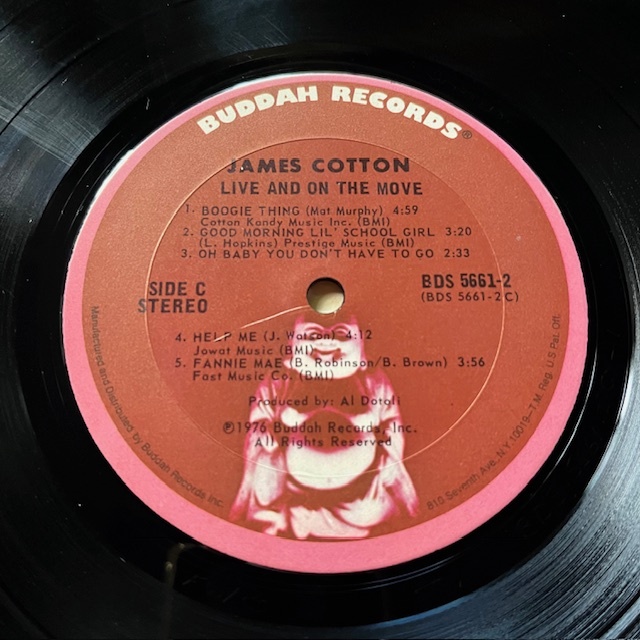 BUDDAH RECORDS®
JAMES COTTON
LIVE AND ON THE MOVE
1. BOOGIE THING (Mat Murphy) 4:59
Cotton Kandy Music Inc. (BMI)
2. GOOD MORNING LIL' SCHOOL GIRL 3:20
(L. Hopkins) Prestige Music (BMI)
3. OH BABY YOU DON'T HAVE TO GO 2:33
SIDE C
STEREO
BDS 5661-2
(BDS 5661-2C)
4. HELP ME (J. Watson) 4:12
Jowat Music (BMI)
5. FANNIE MAE (B. Robinson/B. Brown) 3:56
Fast Music Co. (BMI)
Produced by: Al Dotoli
℗1976 Buddah Records, Inc.
All Rights Reserved
Manufactured and Distributed by Buddah Records Inc.
810 Seventh Ave., N.Y. 10019—T.M. Reg. U.S. Pat. Off.